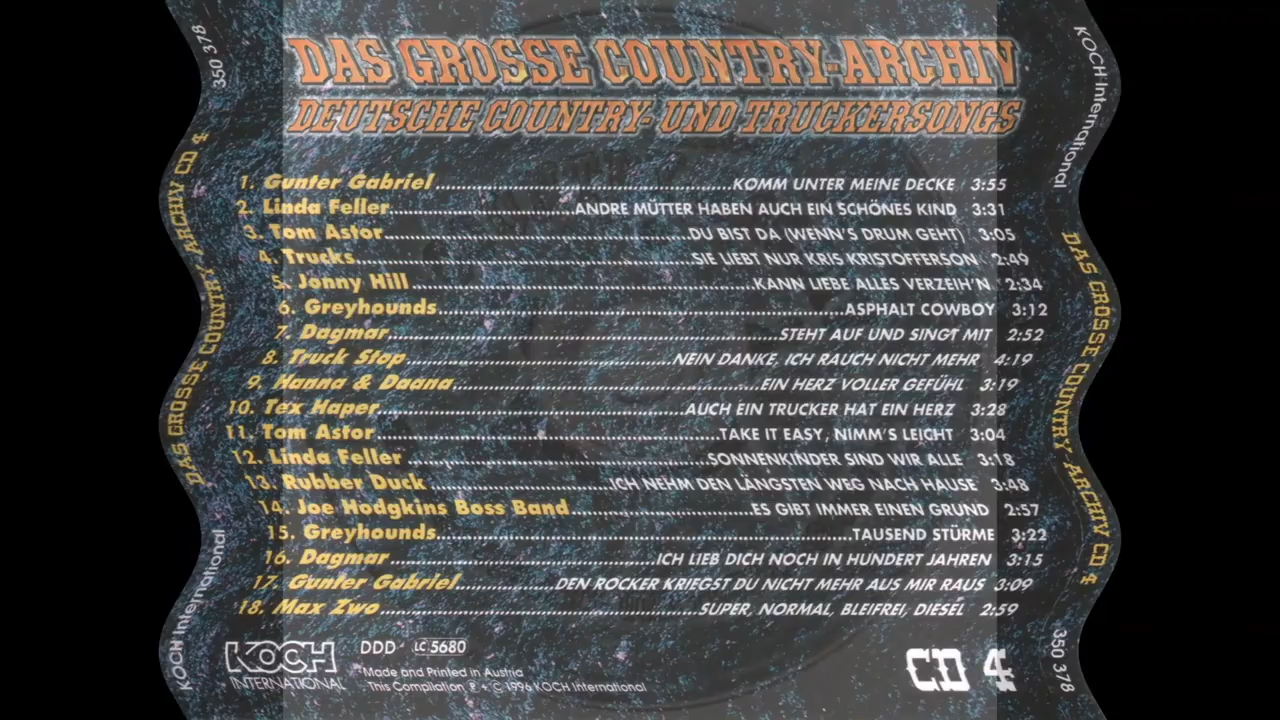 DAS GROSSE COUNTRY-ARCHIV
DEUTSCHE COUNTRY- UND TRUCKERSONGS
1. Gunter Gabriel KOMM UNTER MEINE DECKE 3:55
2. Linda Feller ANDRE MÜTTER HABEN AUCH EIN SCHÖNES KIND 3:31
3. Tom Astor DU BIST DA (WENN'S DRUM GEHT) 3:05
4. Trucks SIE LIEBT NUR KRIS KRISTOFFERSON 2:49
5. Jonny Hill KANN LIEBE ALLES VERZEIH'N 2:34
6. Greyhounds ASPHALT COWBOY 3:12
7. Dagmar STEHT AUF UND SINGT MIT 2:52
8. Truck Stop NEIN DANKE, ICH RAUCH NICHT MEHR 4:19
9. Hanna & Daana EIN HERZ VOLLER GEFÜHL 3:19
10. Tex Haper AUCH EIN TRUCKER HAT EIN HERZ 3:28
11. Tom Astor TAKE IT EASY, NIMM'S LEICHT 3:04
12. Linda Feller SONNENKINDER SIND WIR ALLE 3:18
13. Rubber Duck ICH NEHM DEN LÄNGSTEN WEG NACH HAUSE 3:48
14. Joe Hodgkins Boss Band ES GIBT IMMER EINEN GRUND 2:57
15. Greyhounds TAUSEND STÜRME 3:22
16. Dagmar ICH LIEB DICH NOCH IN HUNDERT JAHREN 3:15
17. Gunter Gabriel DEN ROCKER KRIEGST DU NICHT MEHR AUS MIR RAUS 3:09
18. Max Zwo SUPER, NORMAL, BLEIFREI, DIESEL 2:59
KOCH
INTERNATIONAL
DDD LC 5680
Made and Printed in Austria
This Compilation ℗ + © 1996 KOCH International
CD 4
KOCH International
DAS GROSSE COUNTRY ARCHIV CD 4
350 378
KOCH International
DAS GROSSE COUNTRY-ARCHIV CD 4
350 378